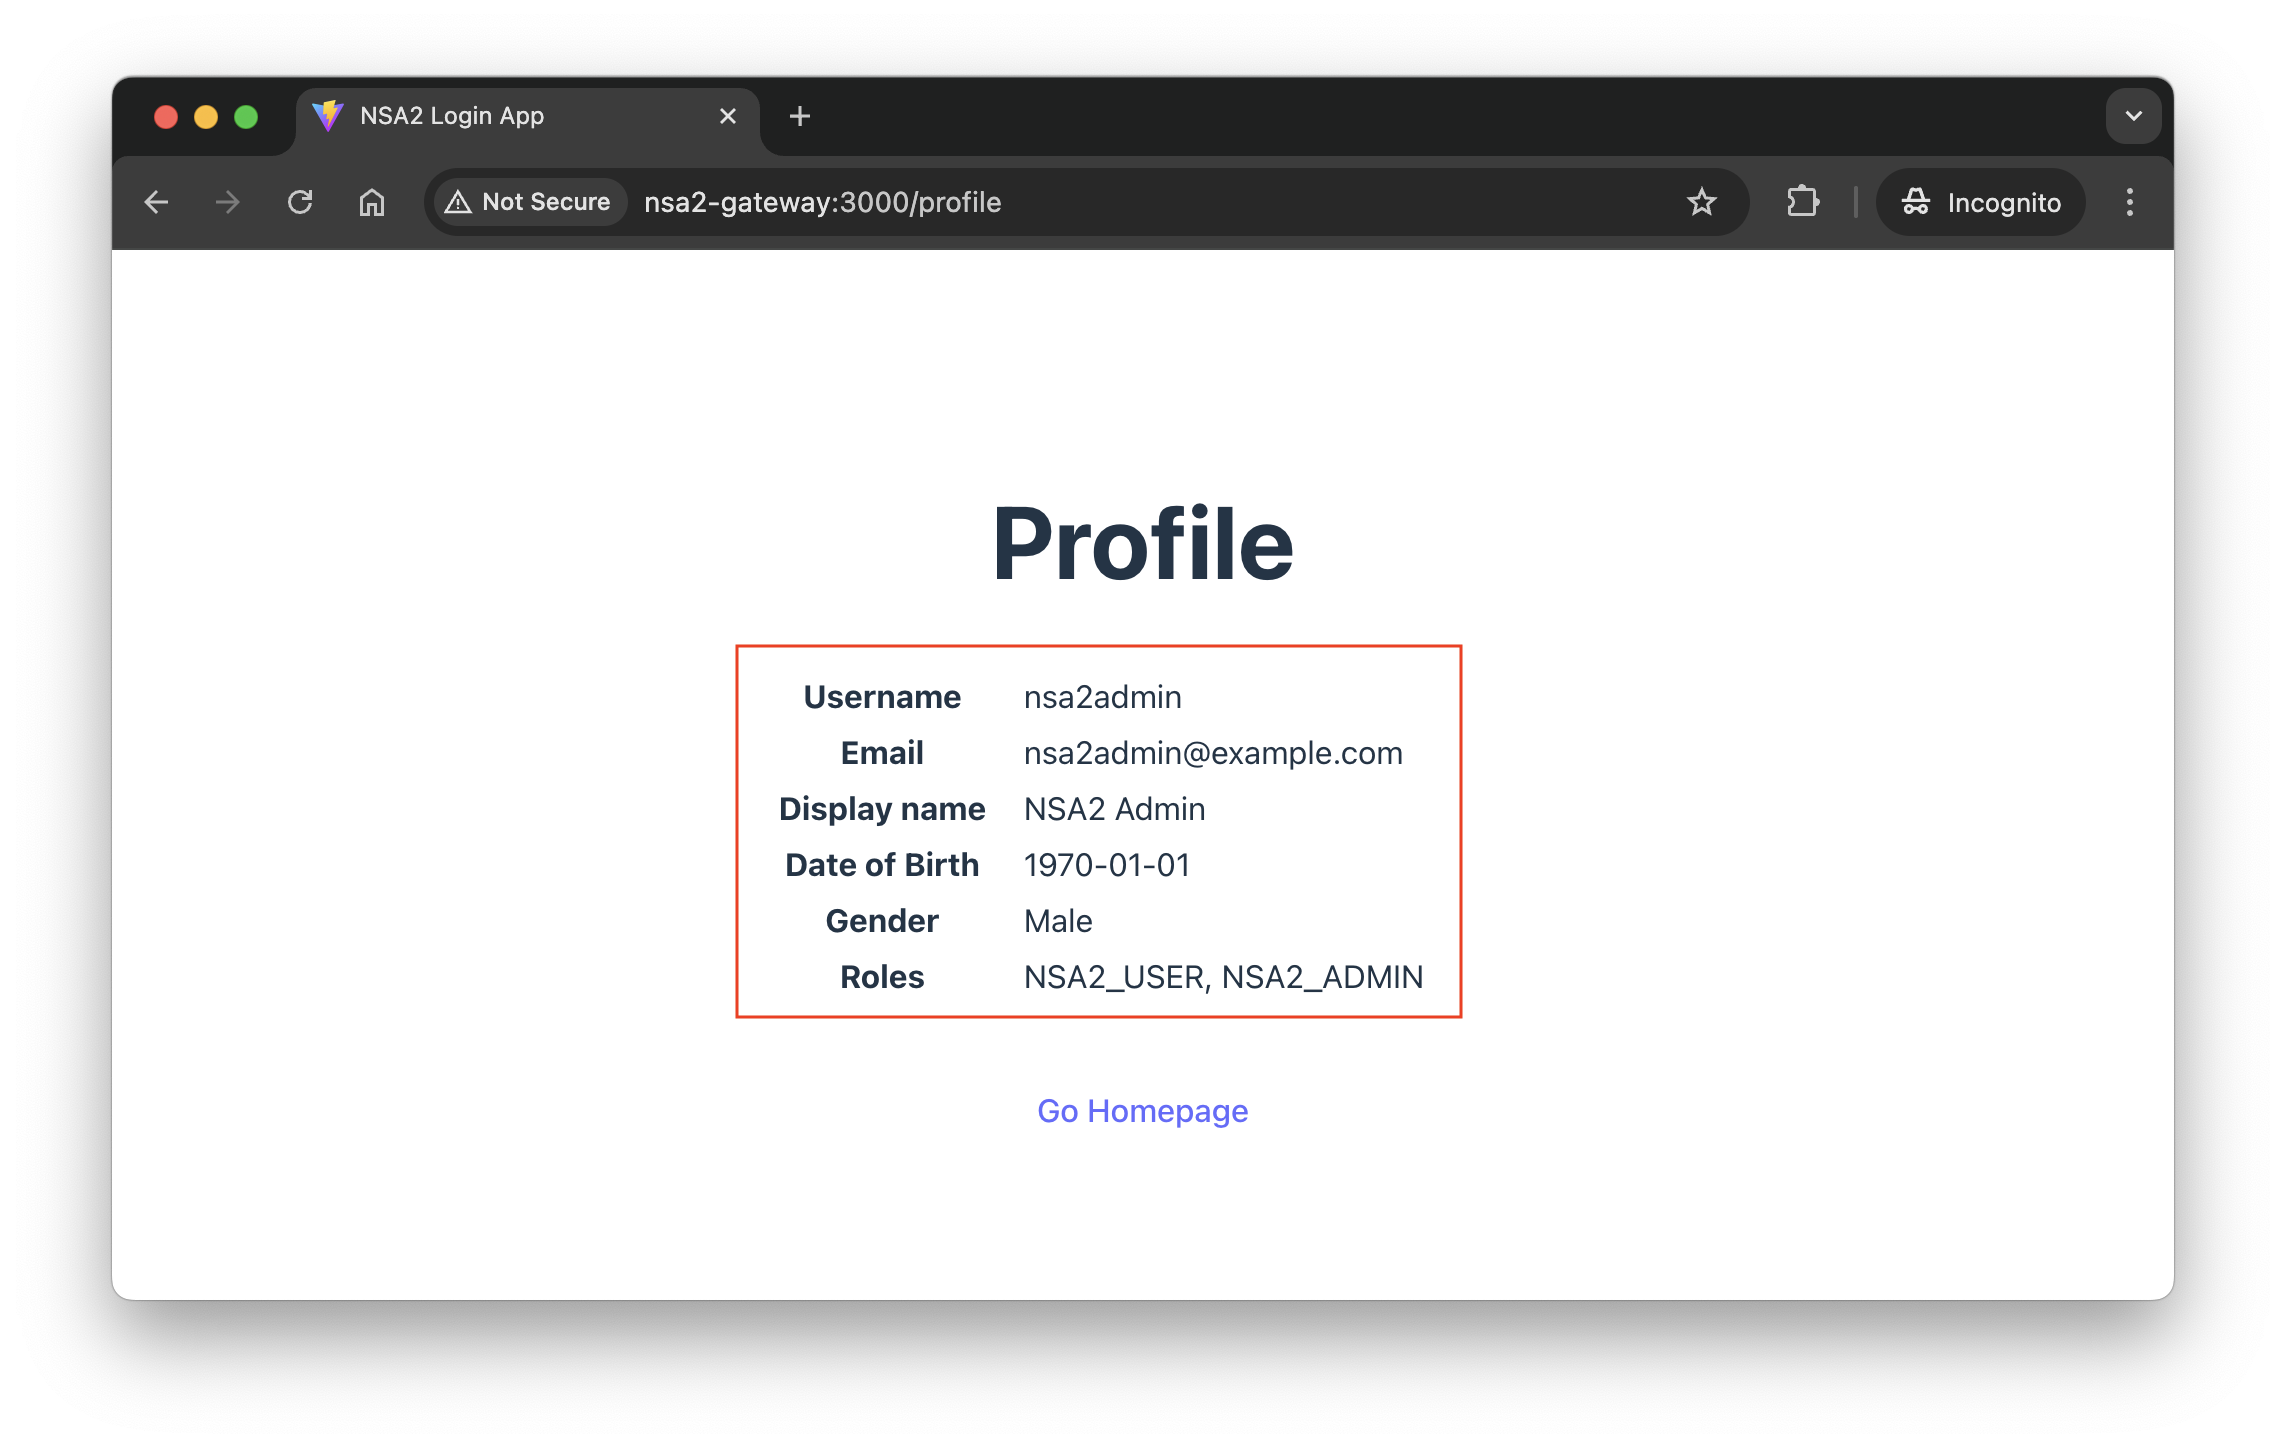 NSA2 Login App
Not Secure nsa2-gateway:3000/profile Incognito
Profile
Username nsa2admin
Email nsa2admin@example.com
Display name NSA2 Admin
Date of Birth 1970-01-01
Gender Male
Roles NSA2_USER, NSA2_ADMIN
Go Homepage